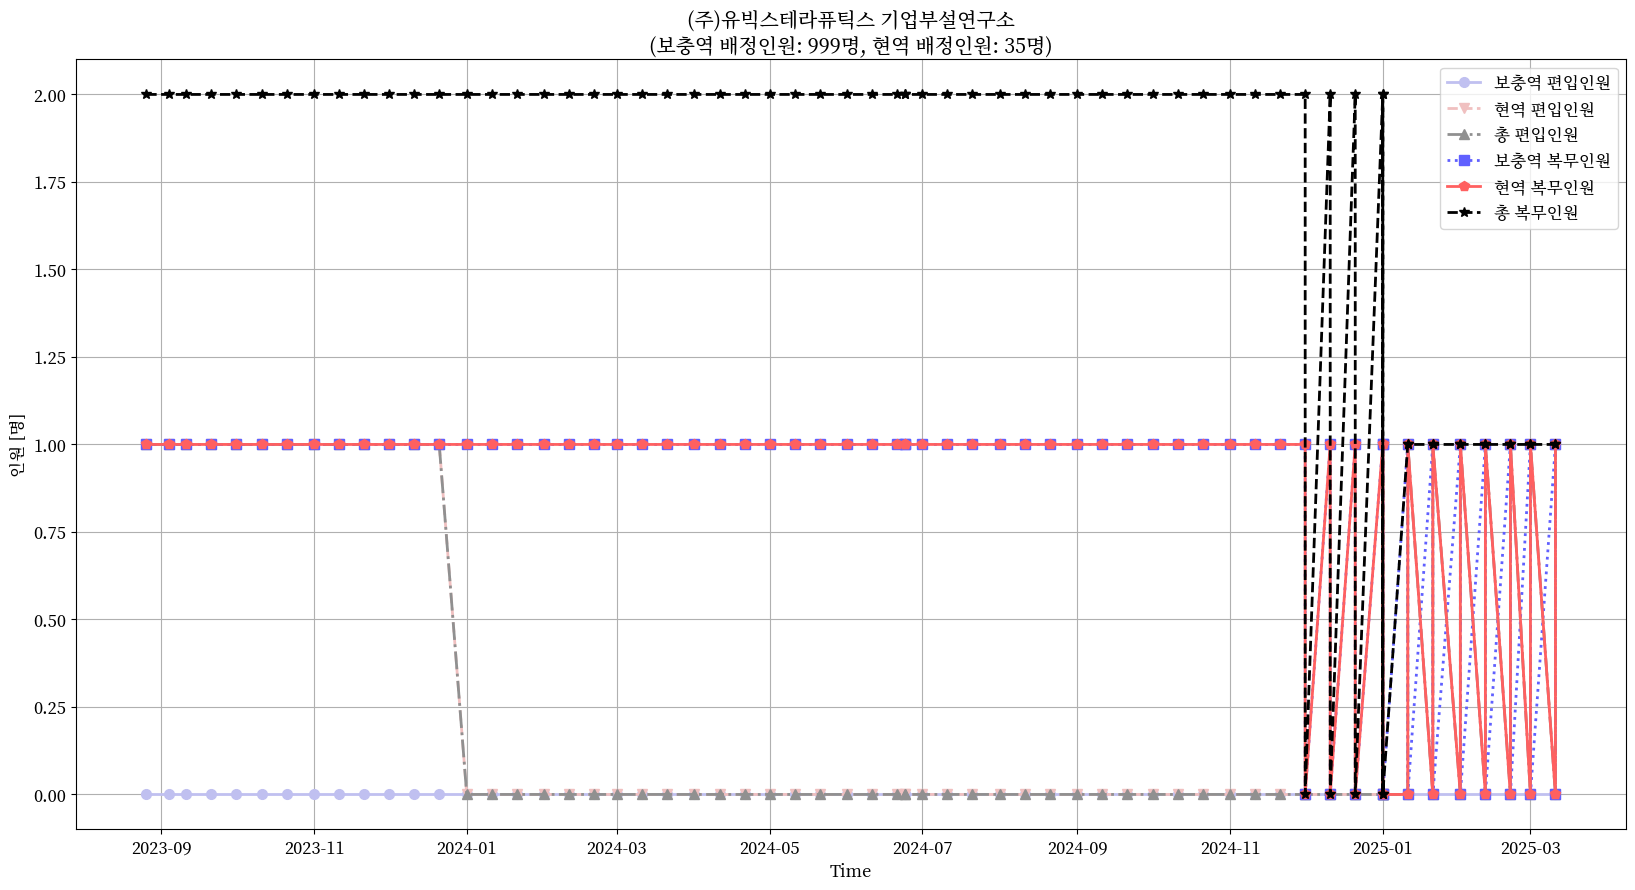 (주)유빅스테라퓨틱스 기업부설연구소
(보충역 배정인원: 999명, 현역 배정인원: 35명)
보충역 편입인원
현역 편입인원
총 편입인원
보충역 복무인원
현역 복무인원
총 복무인원
인원 [명]
2.00
1.75
1.50
1.25
1.00
0.75
0.50
0.25
0.00
2023-09 2023-11 2024-01 2024-03 2024-05 2024-07 2024-09 2024-11 2025-01 2025-03
Time